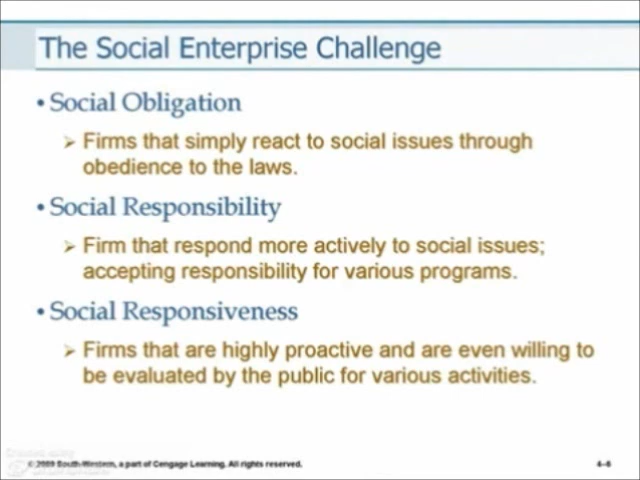 The Social Enterprise Challenge
• Social Obligation
➢ Firms that simply react to social issues through
obedience to the laws.
• Social Responsibility
➢ Firm that respond more actively to social issues;
accepting responsibility for various programs.
• Social Responsiveness
➢ Firms that are highly proactive and are even willing to
be evaluated by the public for various activities.
© 2009 South-Western, a part of Cengage Learning. All rights reserved.
4–6